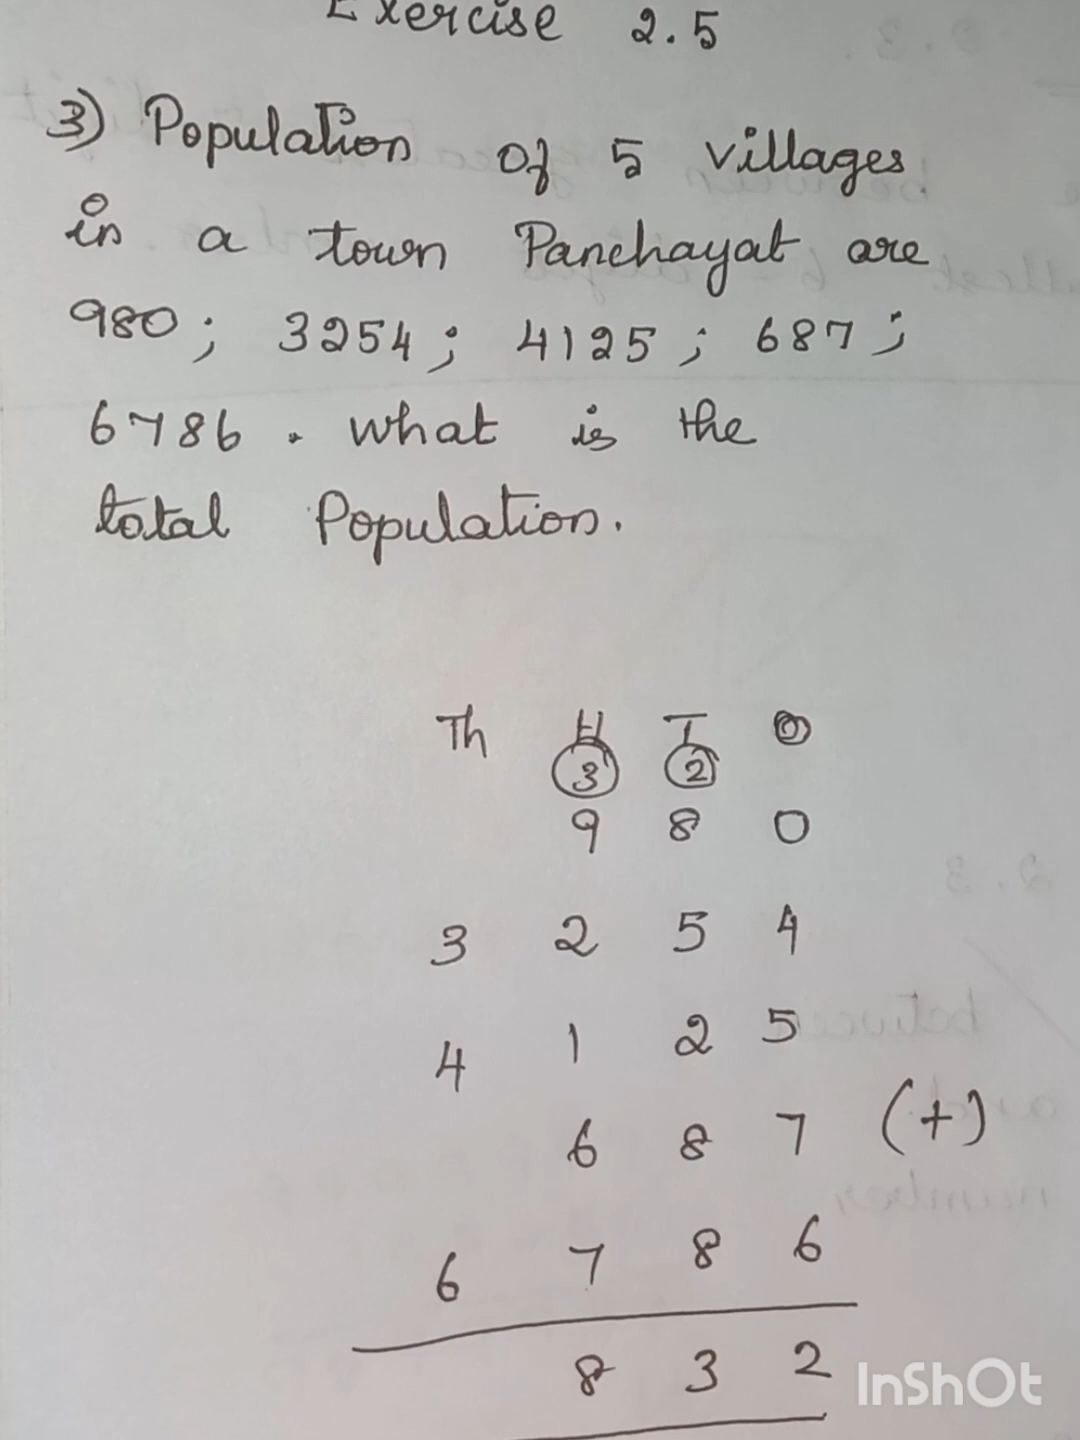 Exercise 2.5
3) Population of 5 villages
in a town Panchayat are
980; 3254; 4125; 687;
6786. What is the
total Population.
Th H T O
3 2
9 8 0
3 2 5 4
4 1 2 5
6 8 7 (+)
6 7 8 6
8 3 2
InShOt